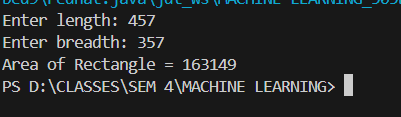 Enter length: 457
Enter breadth: 357
Area of Rectangle = 163149
PS D:\CLASSES\SEM 4\MACHINE LEARNING>